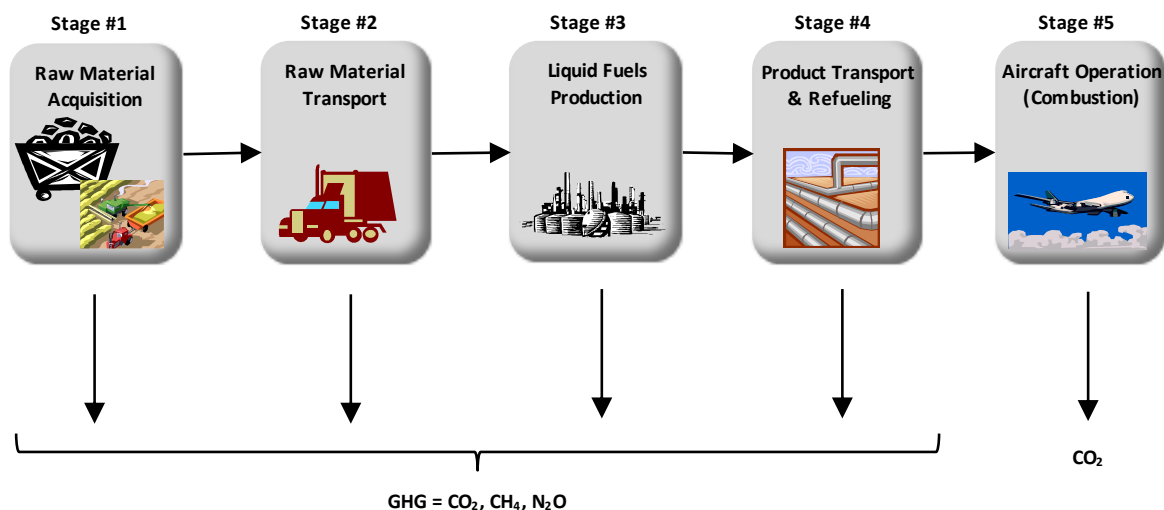 Stage #1
Stage #2
Stage #3
Stage #4
Stage #5
Raw Material
Acquisition
Raw Material
Transport
Liquid Fuels
Production
Product Transport
& Refueling
Aircraft Operation
(Combustion)
CO₂
GHG = CO₂, CH₄, N₂O